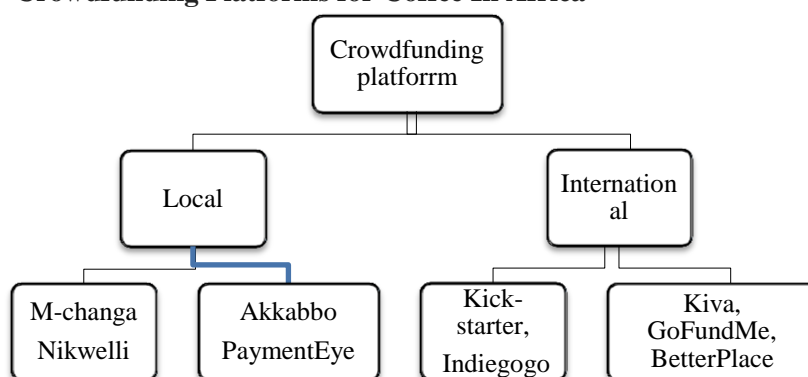 Crowdfunding Platforms for Coffee in Africa
Crowdfunding
platforrm
Local
Internation
al
M-changa
Nikwelli
Akkabbo
PaymentEye
Kick-
starter,
Indiegogo
Kiva,
GoFundMe,
BetterPlace